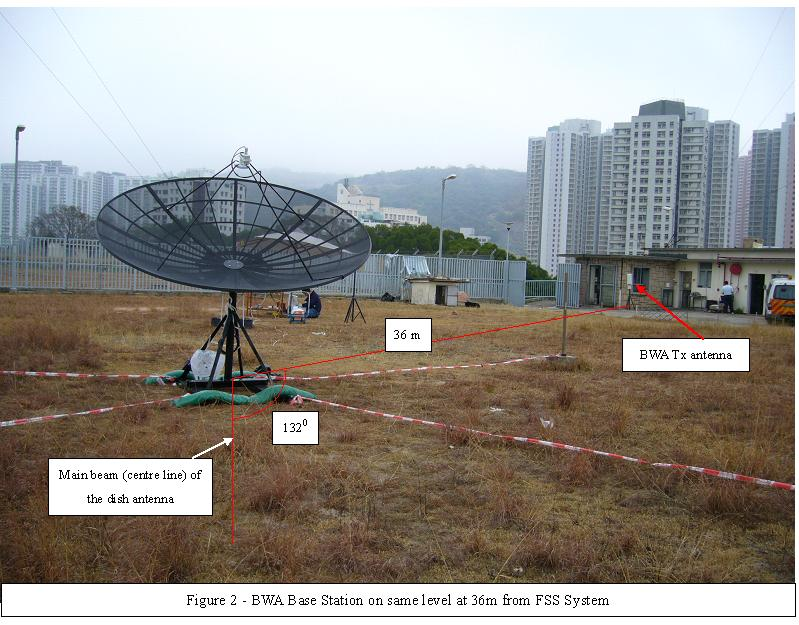 36 m
BWA Tx antenna
132⁰
Main beam (centre line) of
the dish antenna
Figure 2 - BWA Base Station on same level at 36m from FSS System